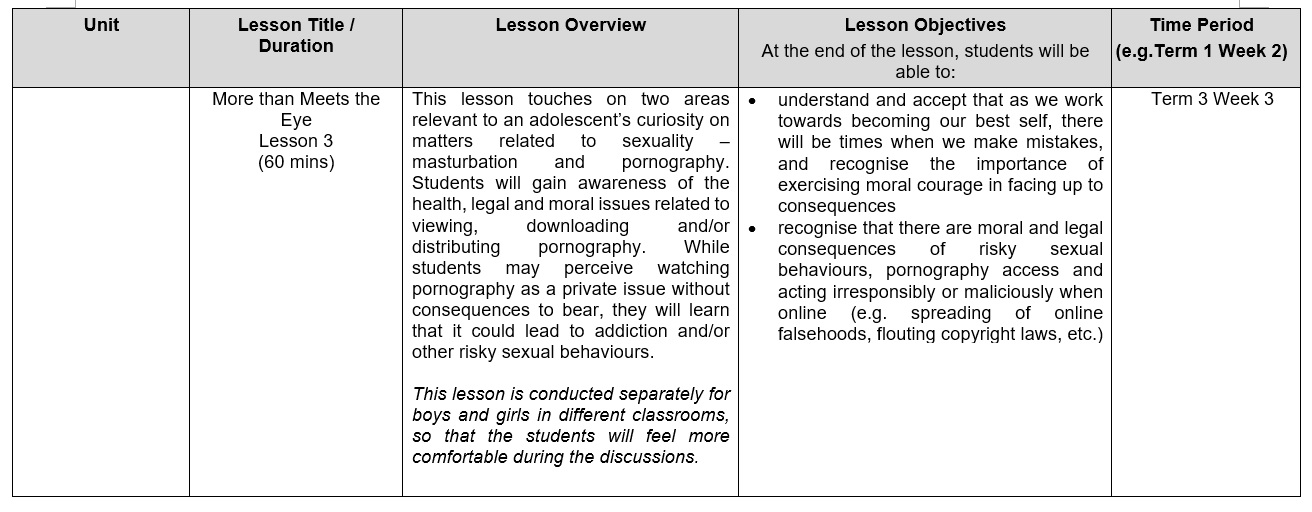 Unit
Lesson Title /
Duration
Lesson Overview
Lesson Objectives
At the end of the lesson, students will be
able to:
Time Period
(e.g.Term 1 Week 2)
More than Meets the
Eye
Lesson 3
(60 mins)
This lesson touches on two areas
relevant to an adolescent's curiosity on
matters related to sexuality –
masturbation and pornography.
Students will gain awareness of the
health, legal and moral issues related to
viewing, downloading and/or
distributing pornography. While
students may perceive watching
pornography as a private issue without
consequences to bear, they will learn
that it could lead to addiction and/or
other risky sexual behaviours.
This lesson is conducted separately for
boys and girls in different classrooms,
so that the students will feel more
comfortable during the discussions.
• understand and accept that as we work
towards becoming our best self, there
will be times when we make mistakes,
and recognise the importance of
exercising moral courage in facing up to
consequences
• recognise that there are moral and legal
consequences of risky sexual
behaviours, pornography access and
acting irresponsibly or maliciously when
online (e.g. spreading of online
falsehoods, flouting copyright laws, etc.)
Term 3 Week 3